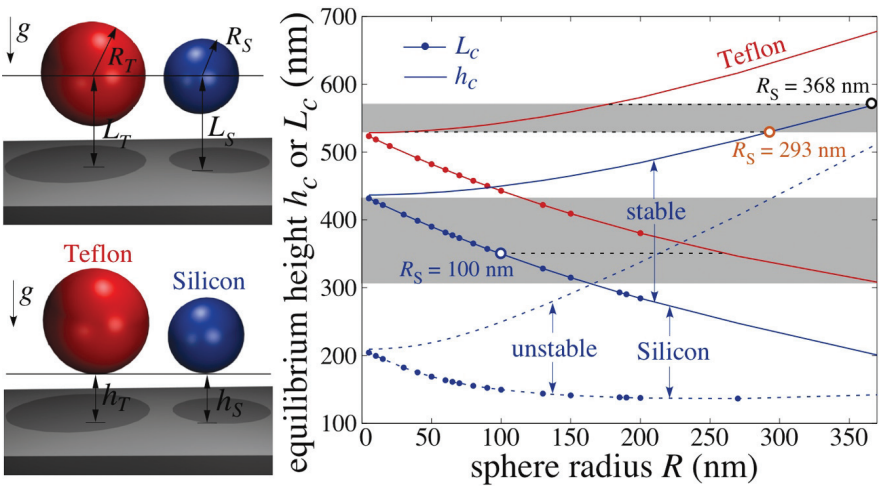 g
R_T
R_S
L_T
L_S
Teflon
Silicon
g
h_T
h_S
equilibrium height h_c or L_c (nm)
700
600
500
400
300
200
100
L_c
h_c
Teflon
R_S = 368 nm
R_S = 293 nm
stable
R_S = 100 nm
unstable
Silicon
0
50
100
150
200
250
300
350
sphere radius R (nm)